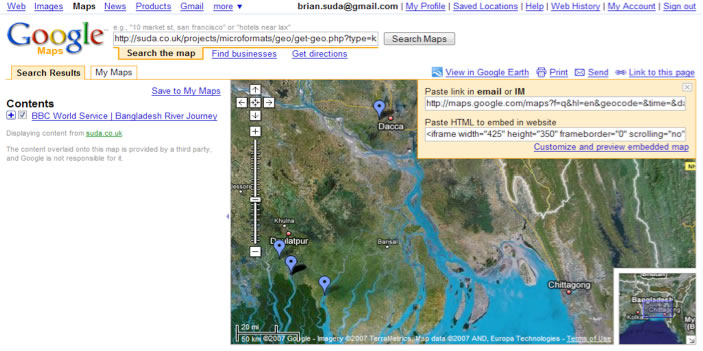 Web Images Maps News Products Gmail more ▼
brian.suda@gmail.com | My Profile | Saved Locations | Help | Web History | My Account | Sign out
Google
Maps
e.g., "10 market st, san francisco" or "hotels near lax"
http://suda.co.uk/projects/microformats/geo/get-geo.php?type=k
Search Maps
Search the map Find businesses Get directions
Search Results My Maps
View in Google Earth Print Send Link to this page
Save to My Maps
Contents
BBC World Service | Bangladesh River Journey
Displaying content from suda.co.uk
The content overlaid onto this map is provided by a third party,
and Google is not responsible for it.
Paste link in email or IM
http://maps.google.com/maps?f=q&hl=en&geocode=&time=&da
Paste HTML to embed in website
<iframe width="425" height="350" frameborder="0" scrolling="no"
Customize and preview embedded map
Dacca
Khulna
Daulatpur
Barisal
Chittagong
Bangladesh
Chittagong
20 mi
50 km
©2007 Google - Imagery ©2007 TerraMetrics, Map data ©2007 AND, Europa Technologies - Terms of Use